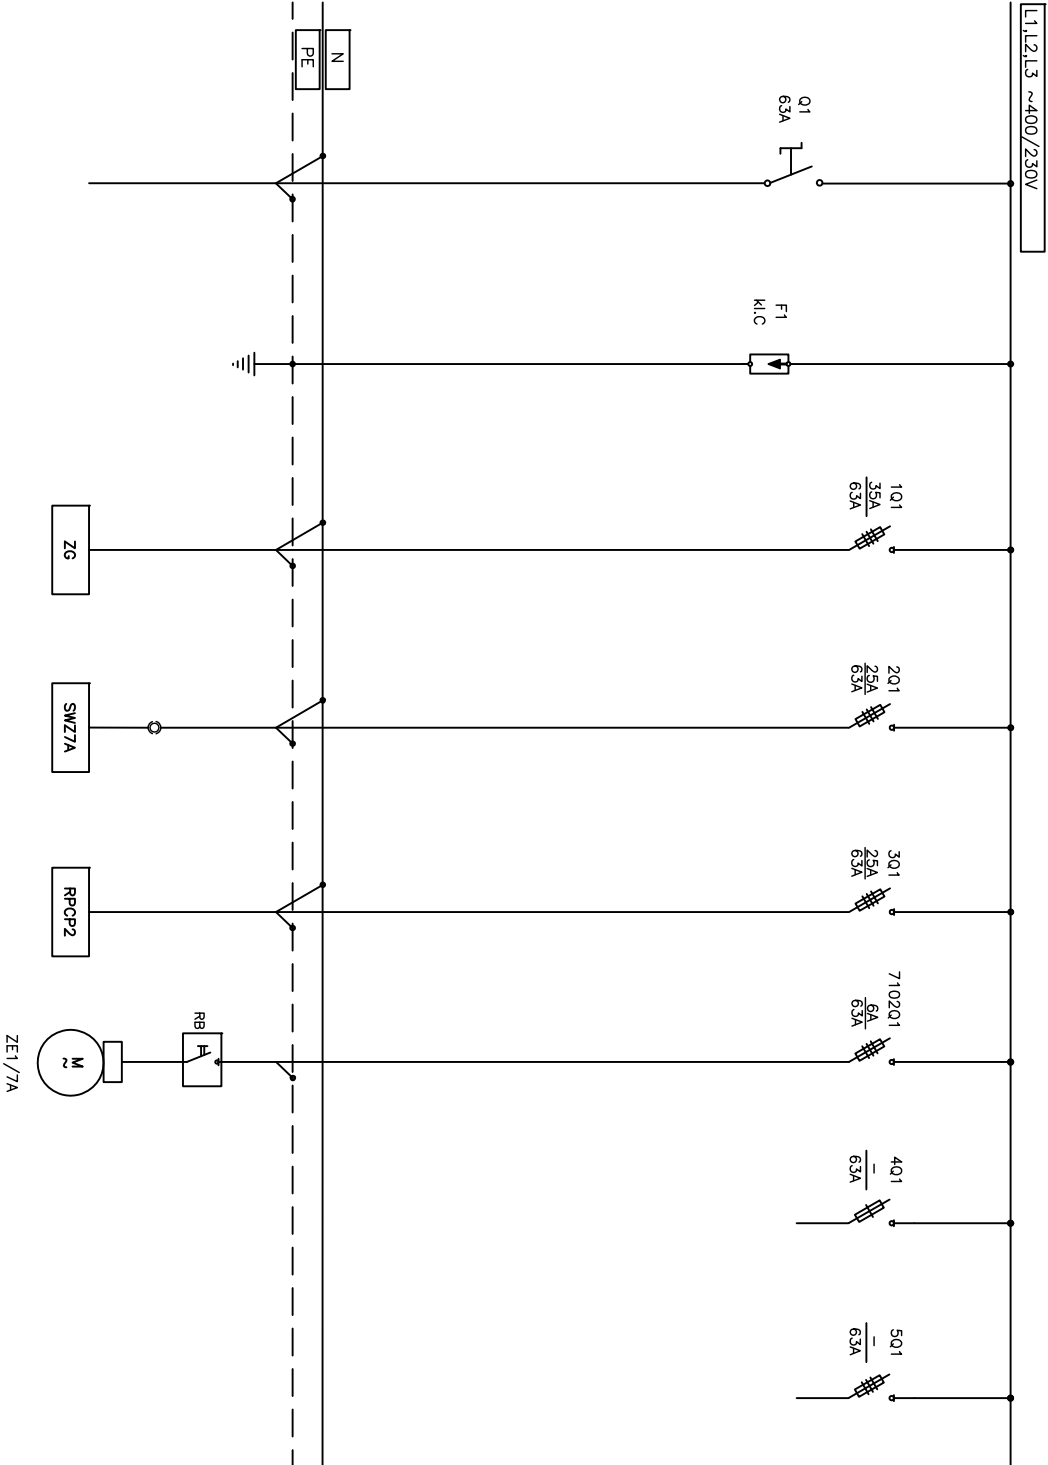 L1,L2,L3 ~400/230V
N
PE
Q1
63A
F1
kl.C
1Q1
35A
63A
2Q1
25A
63A
3Q1
25A
63A
7102Q1
6A
63A
4Q1
–
63A
5Q1
–
63A
RB
ZG
SWZ7A
RPCP2
M
~
ZE1/7A